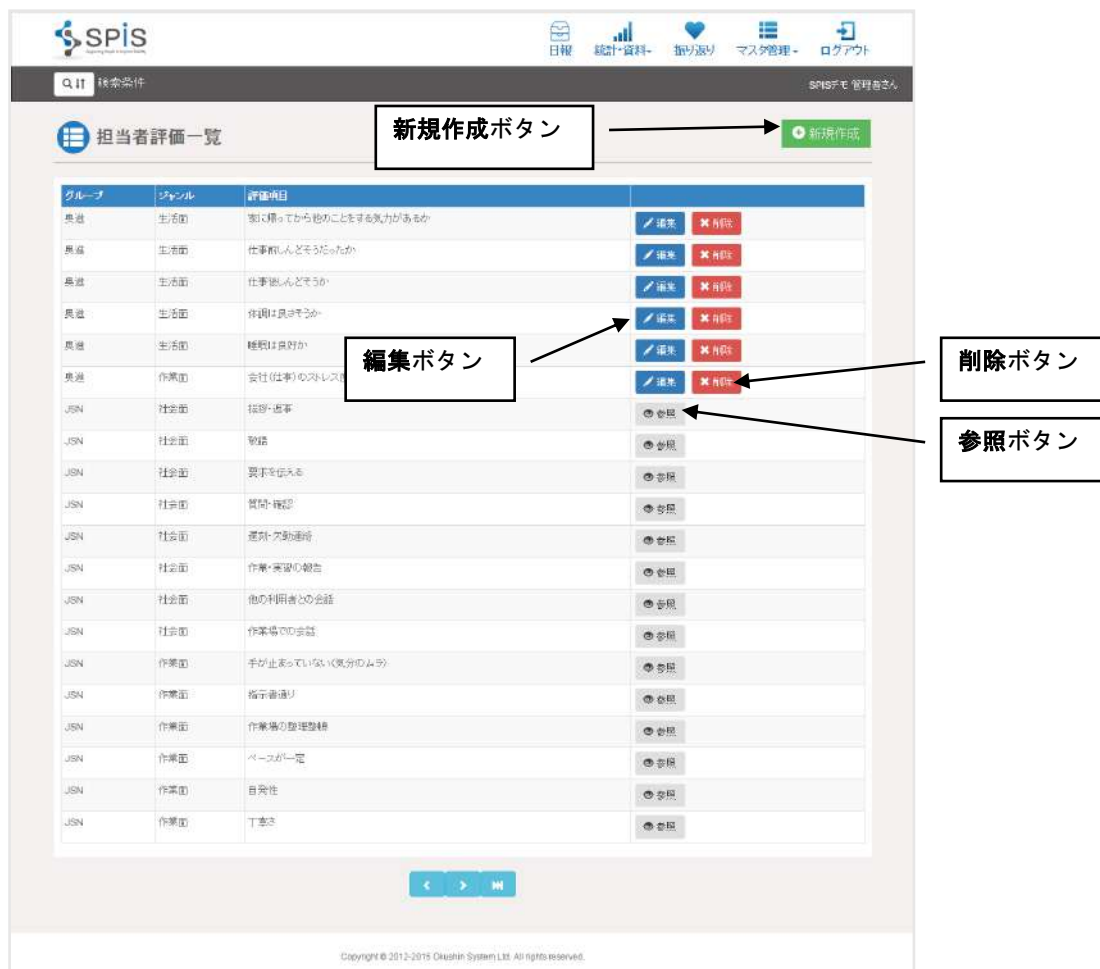 SPIS
日報 統計・資料 振り返り マスタ管理 ログアウト
検索条件 SPISデモ 管理者さん
担当者評価一覧 新規作成ボタン 新規作成
グループ ジャンル 評価項目
奥進 生活面 家に帰ってから他のことをする気力があるか 編集 削除
奥進 生活面 仕事前しんどそうだったか 編集 削除
奥進 生活面 仕事後しんどそうか 編集 削除
奥進 生活面 体調は良さそうか 編集 削除
奥進 生活面 睡眠は良好か 編集 削除
編集ボタン 削除ボタン
奥進 作業面 会社(仕事)のストレス 編集 削除
JSN 社会面 挨拶・返事 参照
参照ボタン
JSN 社会面 敬語 参照
JSN 社会面 要求を伝える 参照
JSN 社会面 質問・確認 参照
JSN 社会面 遅刻・欠勤連絡 参照
JSN 社会面 作業・実習の報告 参照
JSN 社会面 他の利用者との会話 参照
JSN 社会面 作業場での会話 参照
JSN 作業面 手が止まっていない(気分のムラ) 参照
JSN 作業面 指示書通り 参照
JSN 作業面 作業場の整理整頓 参照
JSN 作業面 ペースが一定 参照
JSN 作業面 自発性 参照
JSN 作業面 丁寧さ 参照
Copyright © 2012-2015 Okushin System Ltd. All rights reserved.